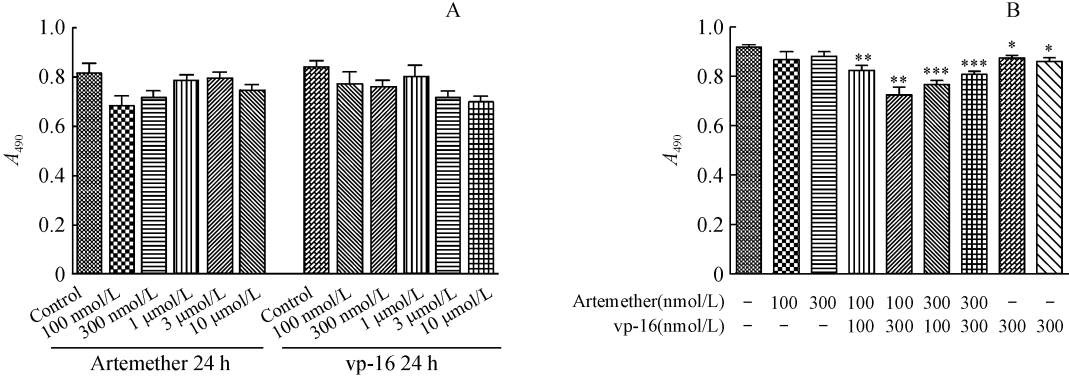 A
1.0
0.8
0.6
0.4
0.2
0
A490
Control
100 nmol/L
300 nmol/L
1 μmol/L
3 μmol/L
10 μmol/L
Control
100 nmol/L
300 nmol/L
1 μmol/L
3 μmol/L
10 μmol/L
Artemether 24 h
vp-16 24 h
B
1.0
0.8
0.6
0.4
0.2
0
A490
** ** *** *** * *
Artemether(nmol/L) – 100 300 100 100 300 300 – –
vp-16(nmol/L) – – – 100 300 100 300 300 300